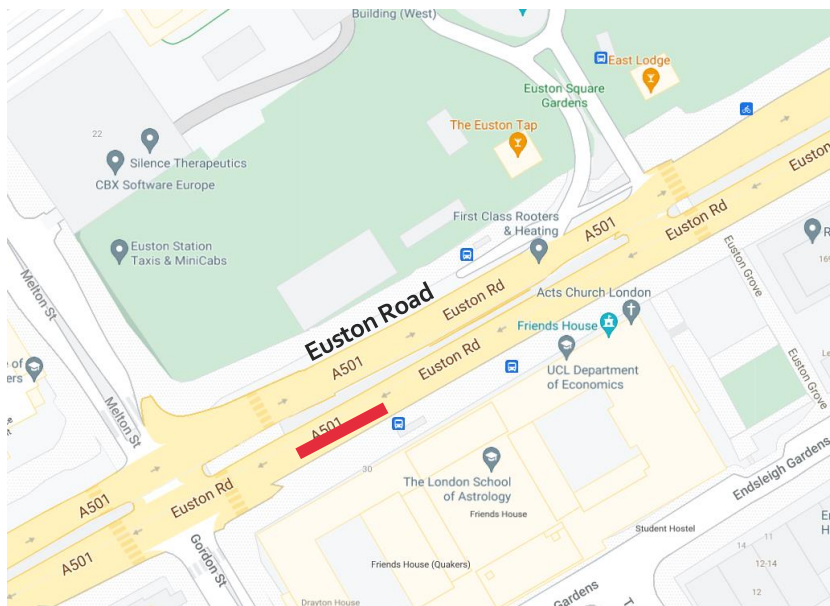 Building (West)
East Lodge
Euston Square
Gardens
The Euston Tap
22
Silence Therapeutics
CBX Software Europe
First Class Rooters
& Heating
A501
Euston Rd
Euston
Euston Station
Taxis & MiniCabs
Melton St
Euston Road
Euston Rd
Acts Church London
Friends House
Euston Grove
A501
Euston Rd
UCL Department
of Economics
Euston Grove
Melton St
A501
30
The London School
of Astrology
Friends House
Endsleigh Gardens
Euston Rd
A501
Student Hostel
Gordon St
A501
Friends House (Quakers)
14
11
12-14
12
Drayton House
Gardens